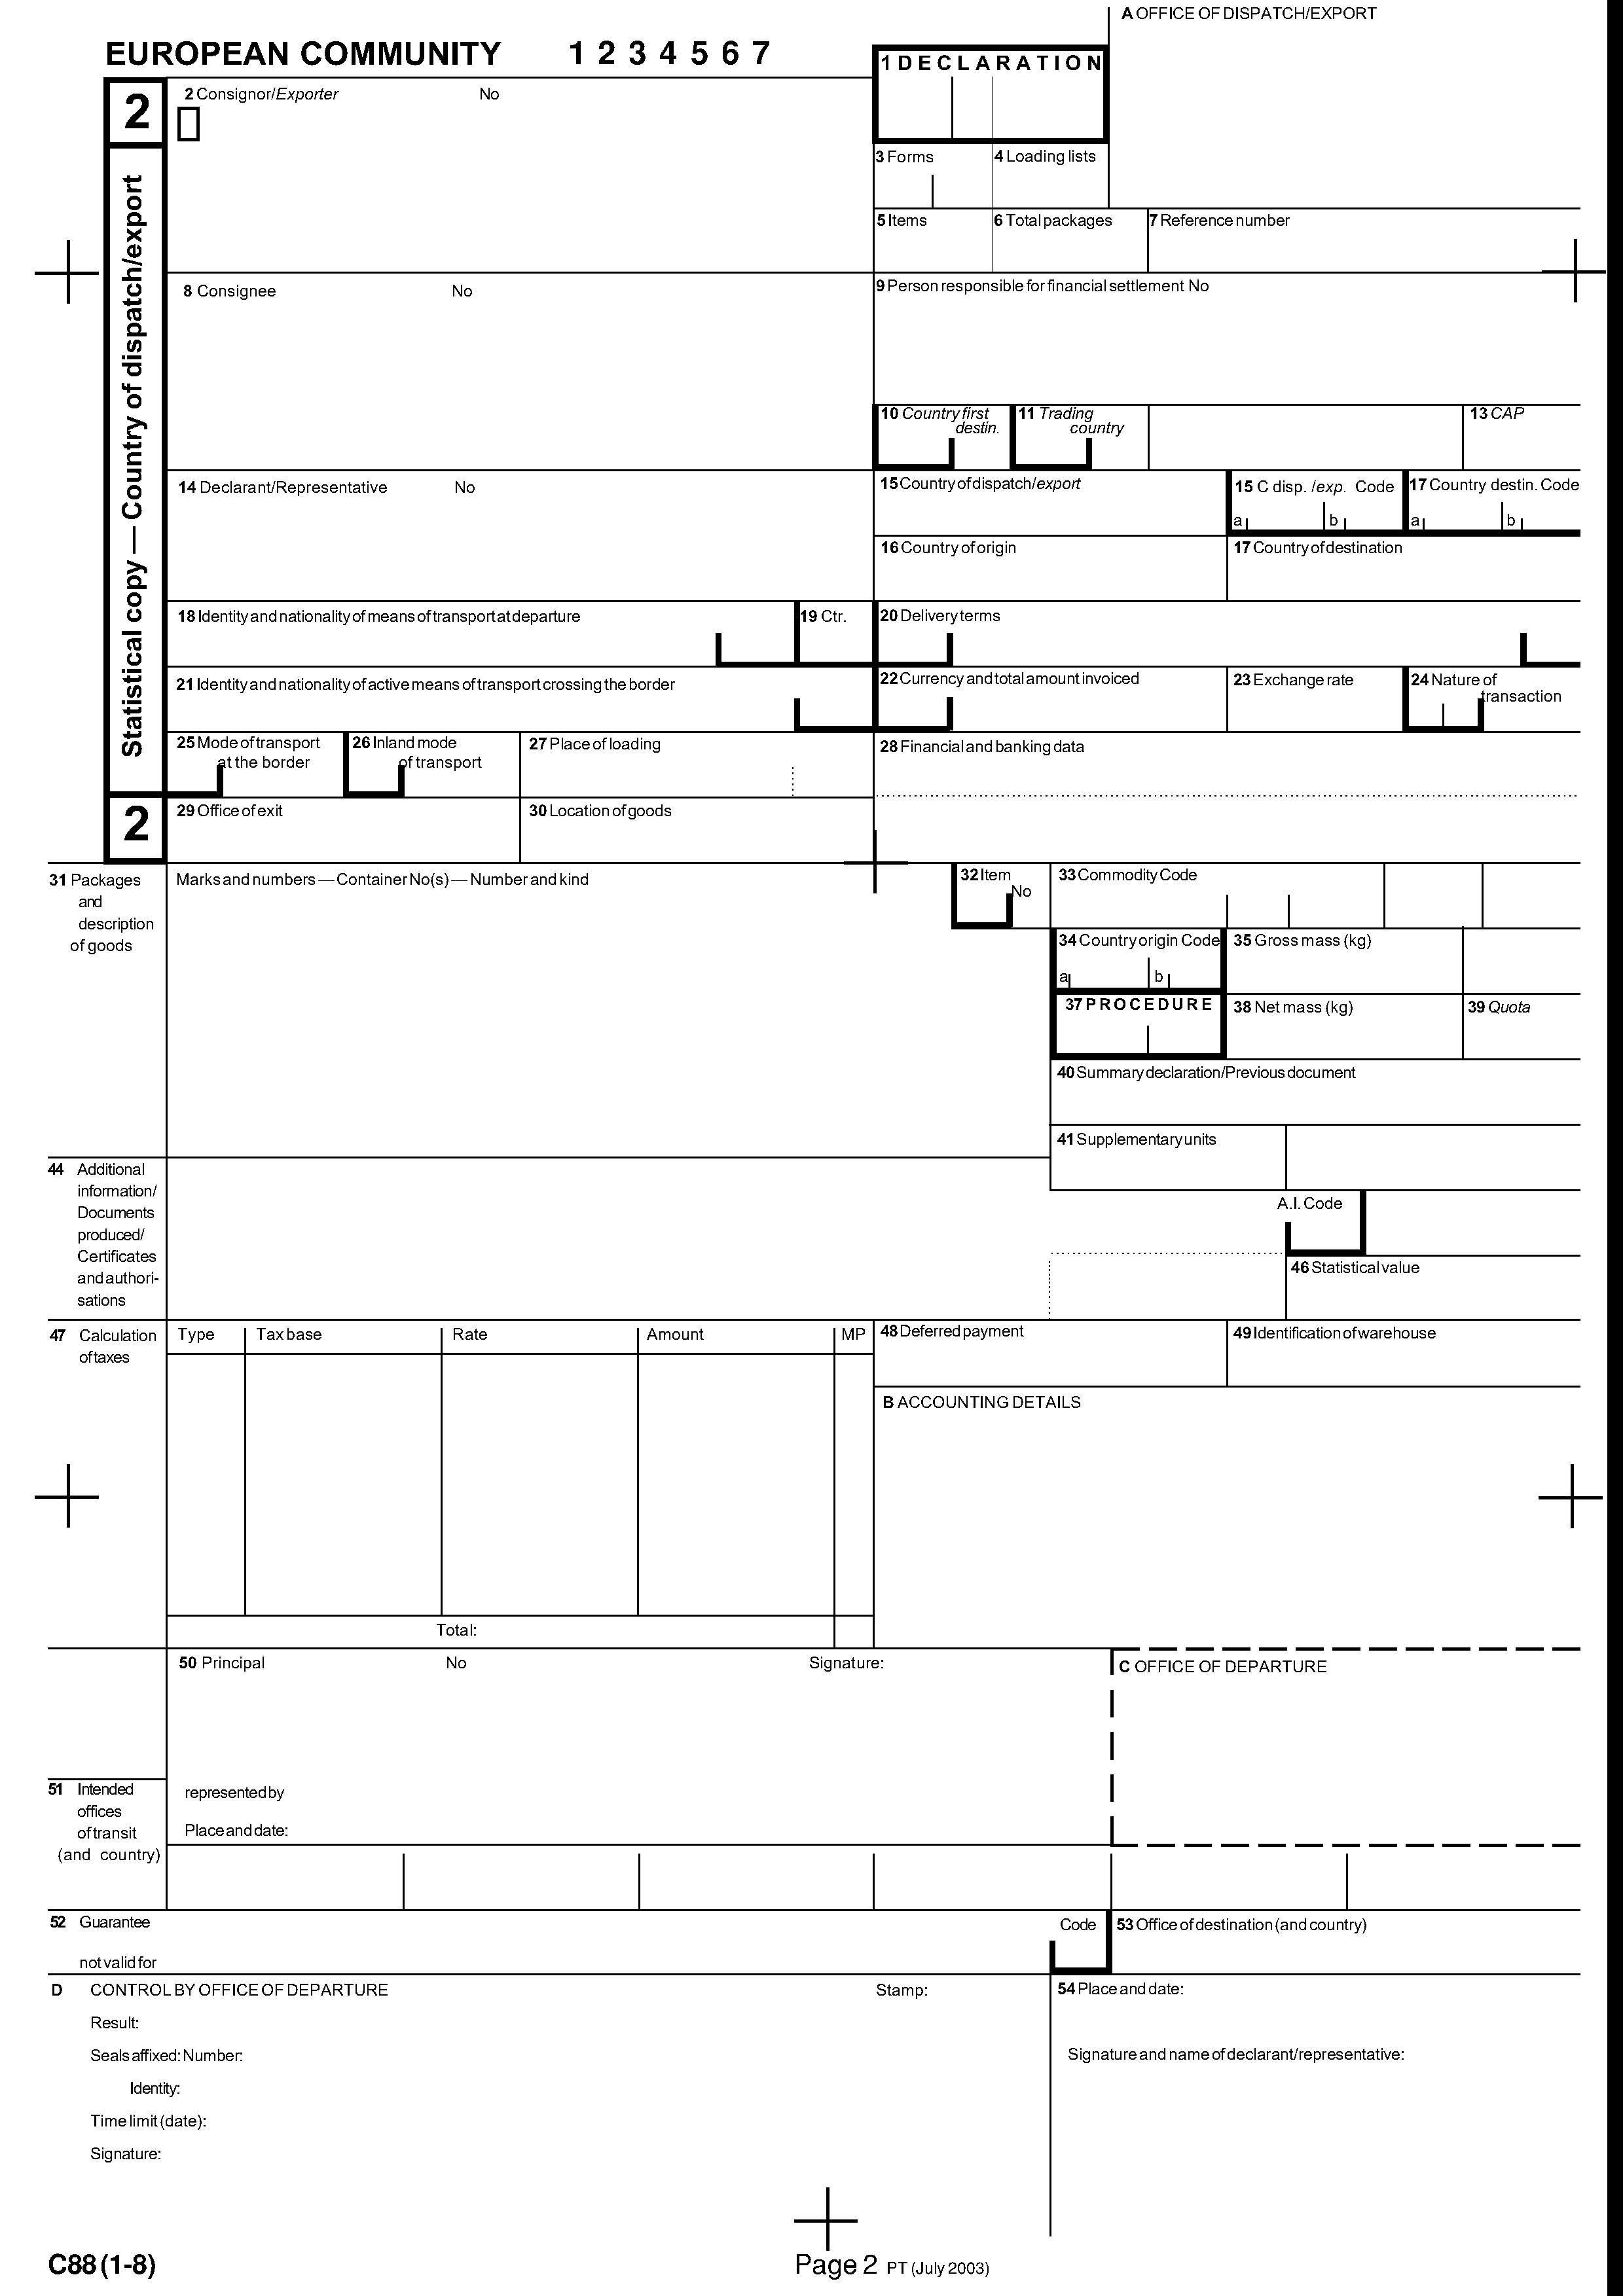 A OFFICE OF DISPATCH/EXPORT
EUROPEAN COMMUNITY 1 2 3 4 5 6 7
1 DECLARATION
2
2 Consignor/Exporter No
3 Forms
4 Loading lists
5 Items
6 Total packages
7 Reference number
Statistical copy — Country of dispatch/export
8 Consignee No
9 Person responsible for financial settlement No
10 Country first
destin.
11 Trading
country
13 CAP
14 Declarant/Representative No
15 Country of dispatch/export
15 C disp. /exp. Code
a b
17 Country destin. Code
a b
16 Country of origin
17 Country of destination
18 Identity and nationality of means of transport at departure
19 Ctr.
20 Delivery terms
21 Identity and nationality of active means of transport crossing the border
22 Currency and total amount invoiced
23 Exchange rate
24 Nature of
transaction
25 Mode of transport
at the border
26 Inland mode
of transport
27 Place of loading
28 Financial and banking data
2
29 Office of exit
30 Location of goods
31 Packages
and
description
of goods
Marks and numbers — Container No(s) — Number and kind
32 Item
No
33 Commodity Code
34 Country origin Code
a b
35 Gross mass (kg)
37 PROCEDURE
38 Net mass (kg)
39 Quota
40 Summary declaration/Previous document
41 Supplementary units
44 Additional
information/
Documents
produced/
Certificates
and authori-
sations
A.I. Code
46 Statistical value
47 Calculation
of taxes
Type Tax base Rate Amount MP
48 Deferred payment
49 Identification of warehouse
B ACCOUNTING DETAILS
Total:
50 Principal No Signature:
C OFFICE OF DEPARTURE
represented by
Place and date:
51 Intended
offices
of transit
(and country)
52 Guarantee
not valid for
Code
53 Office of destination (and country)
D CONTROL BY OFFICE OF DEPARTURE Stamp:
Result:
Seals affixed: Number:
Identity:
Time limit (date):
Signature:
54 Place and date:
Signature and name of declarant/representative:
C88 (1-8)
Page 2 PT (July 2003)